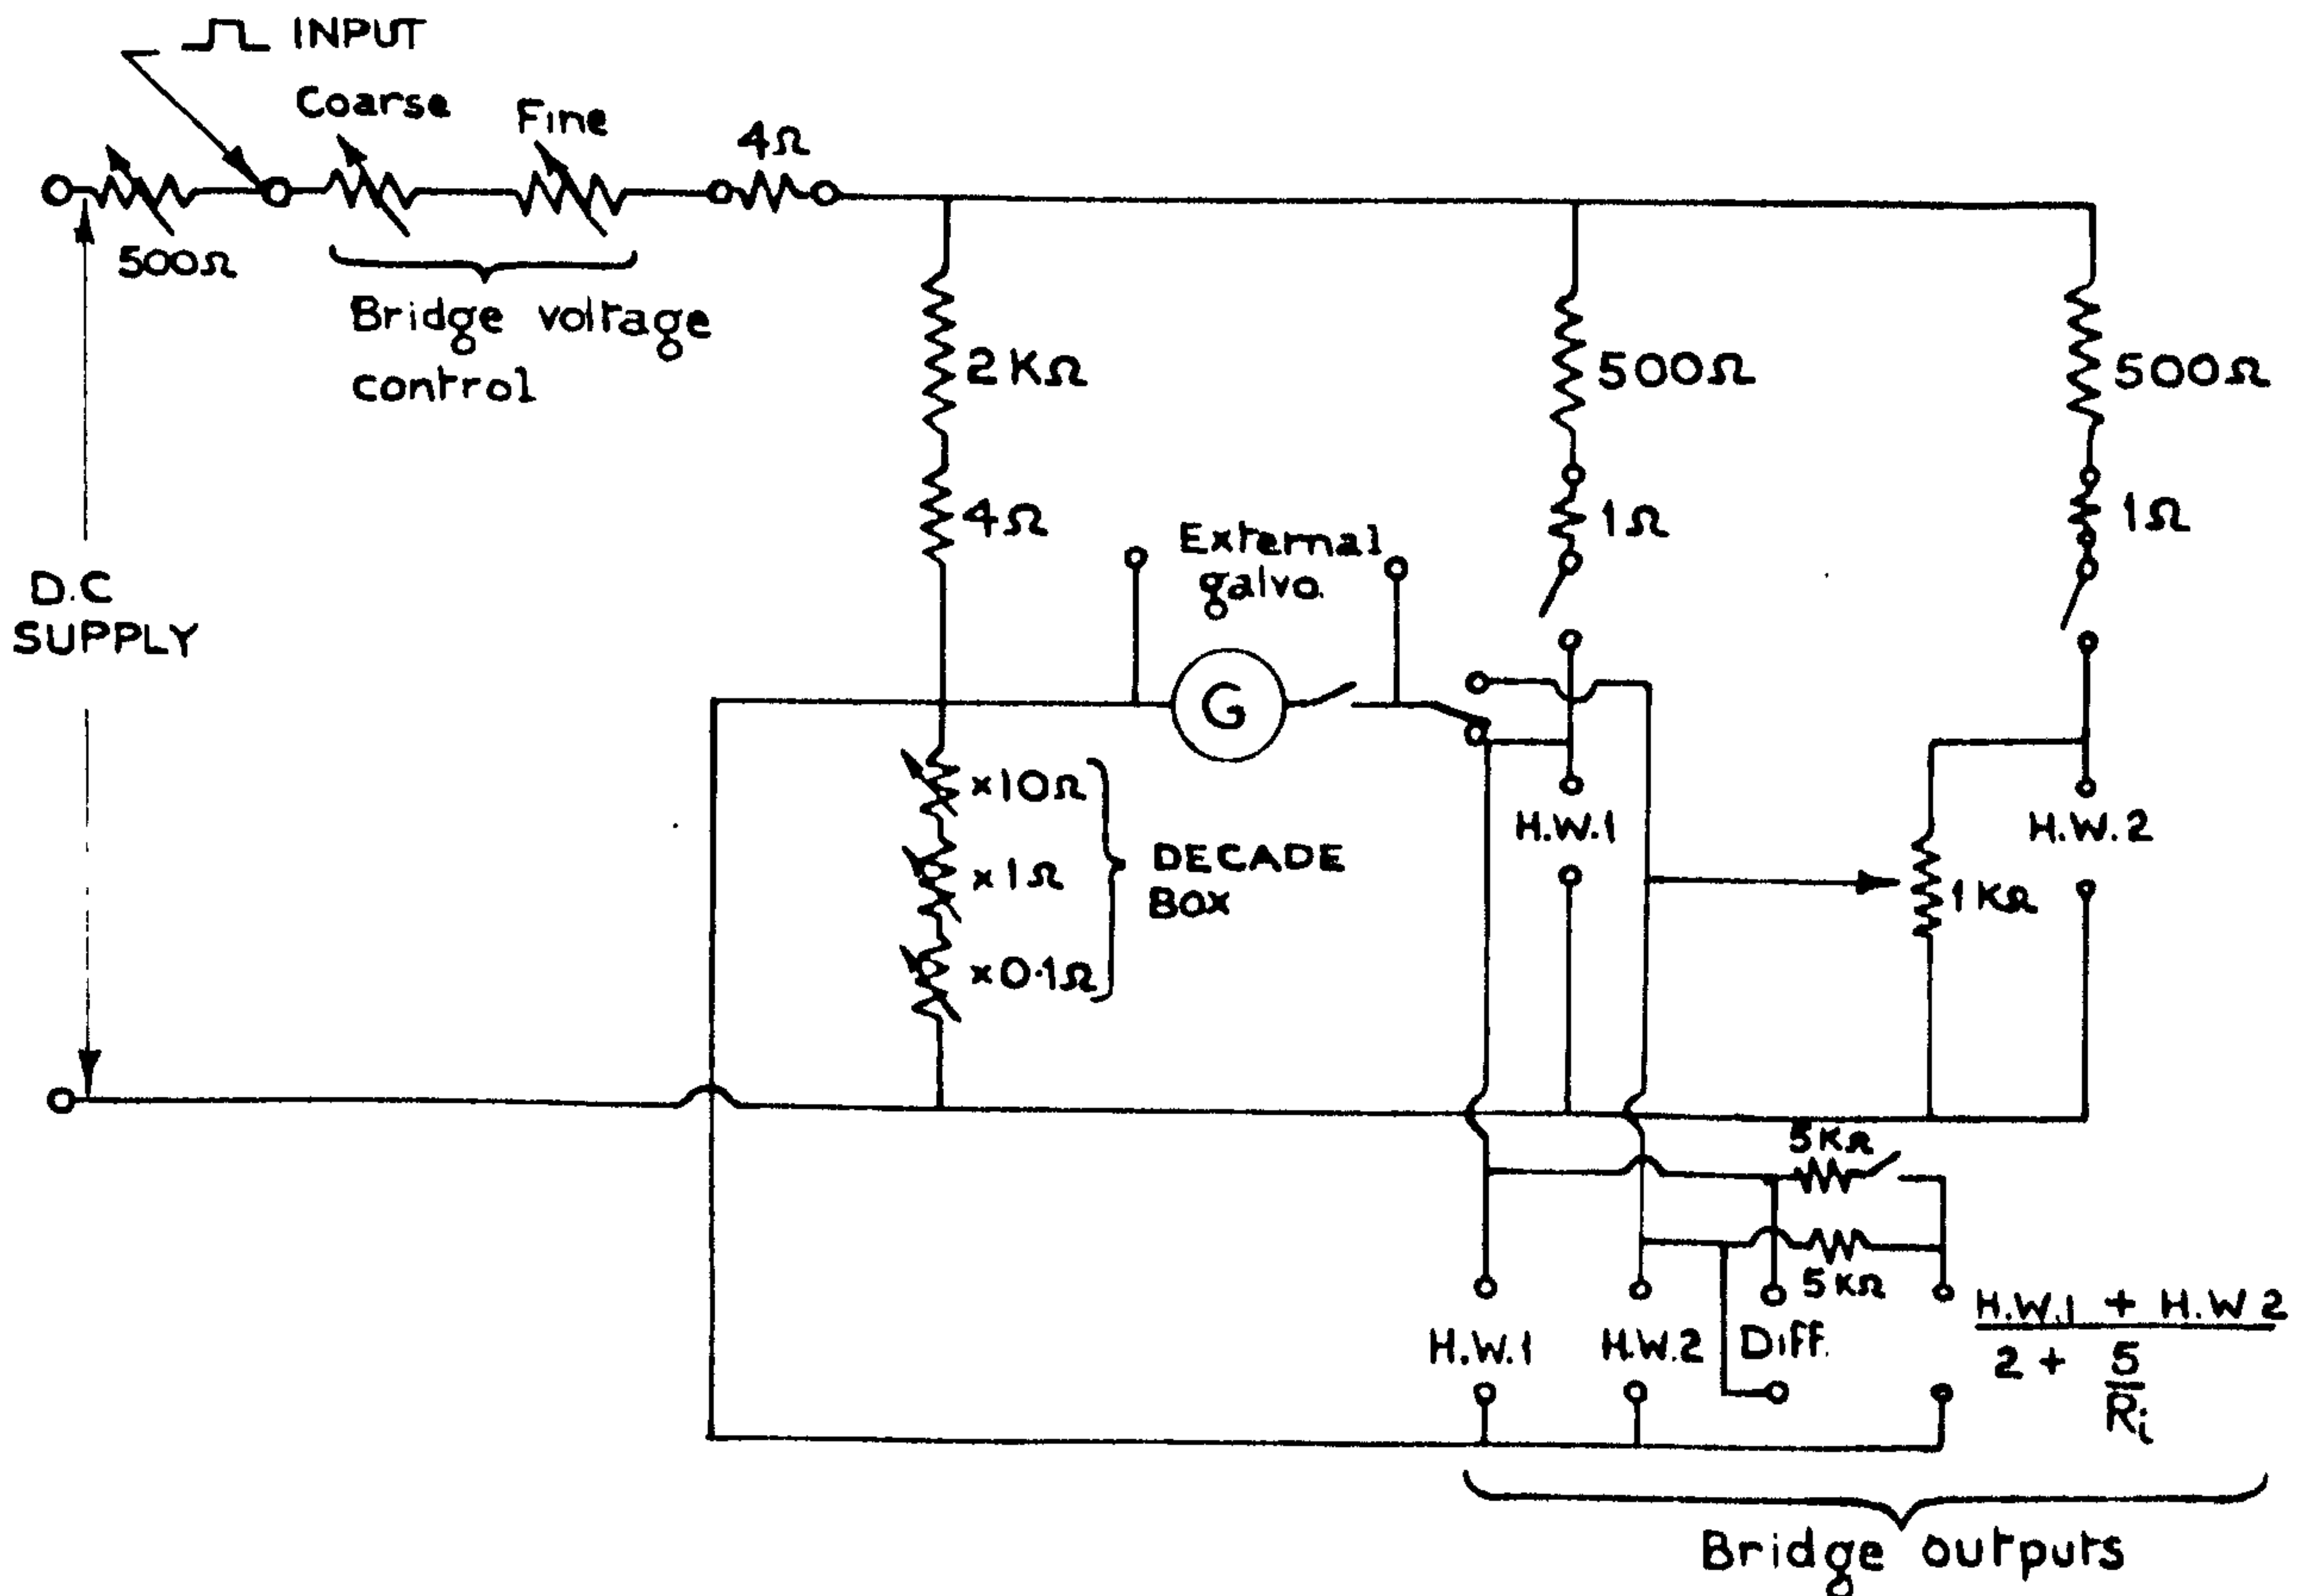 INPUT
Coarse
Fine
4Ω
500Ω
Bridge voltage
control
2KΩ
500Ω
500Ω
4Ω
1Ω
1Ω
External
galvo.
D.C
SUPPLY
G
×10Ω
×1Ω
×0·1Ω
DECADE
BOX
H.W.1
H.W.2
1KΩ
5KΩ
5KΩ
H.W.1
H.W.2
Diff.
H.W.1 + H.W 2
2 + 5
Ri
Bridge outputs